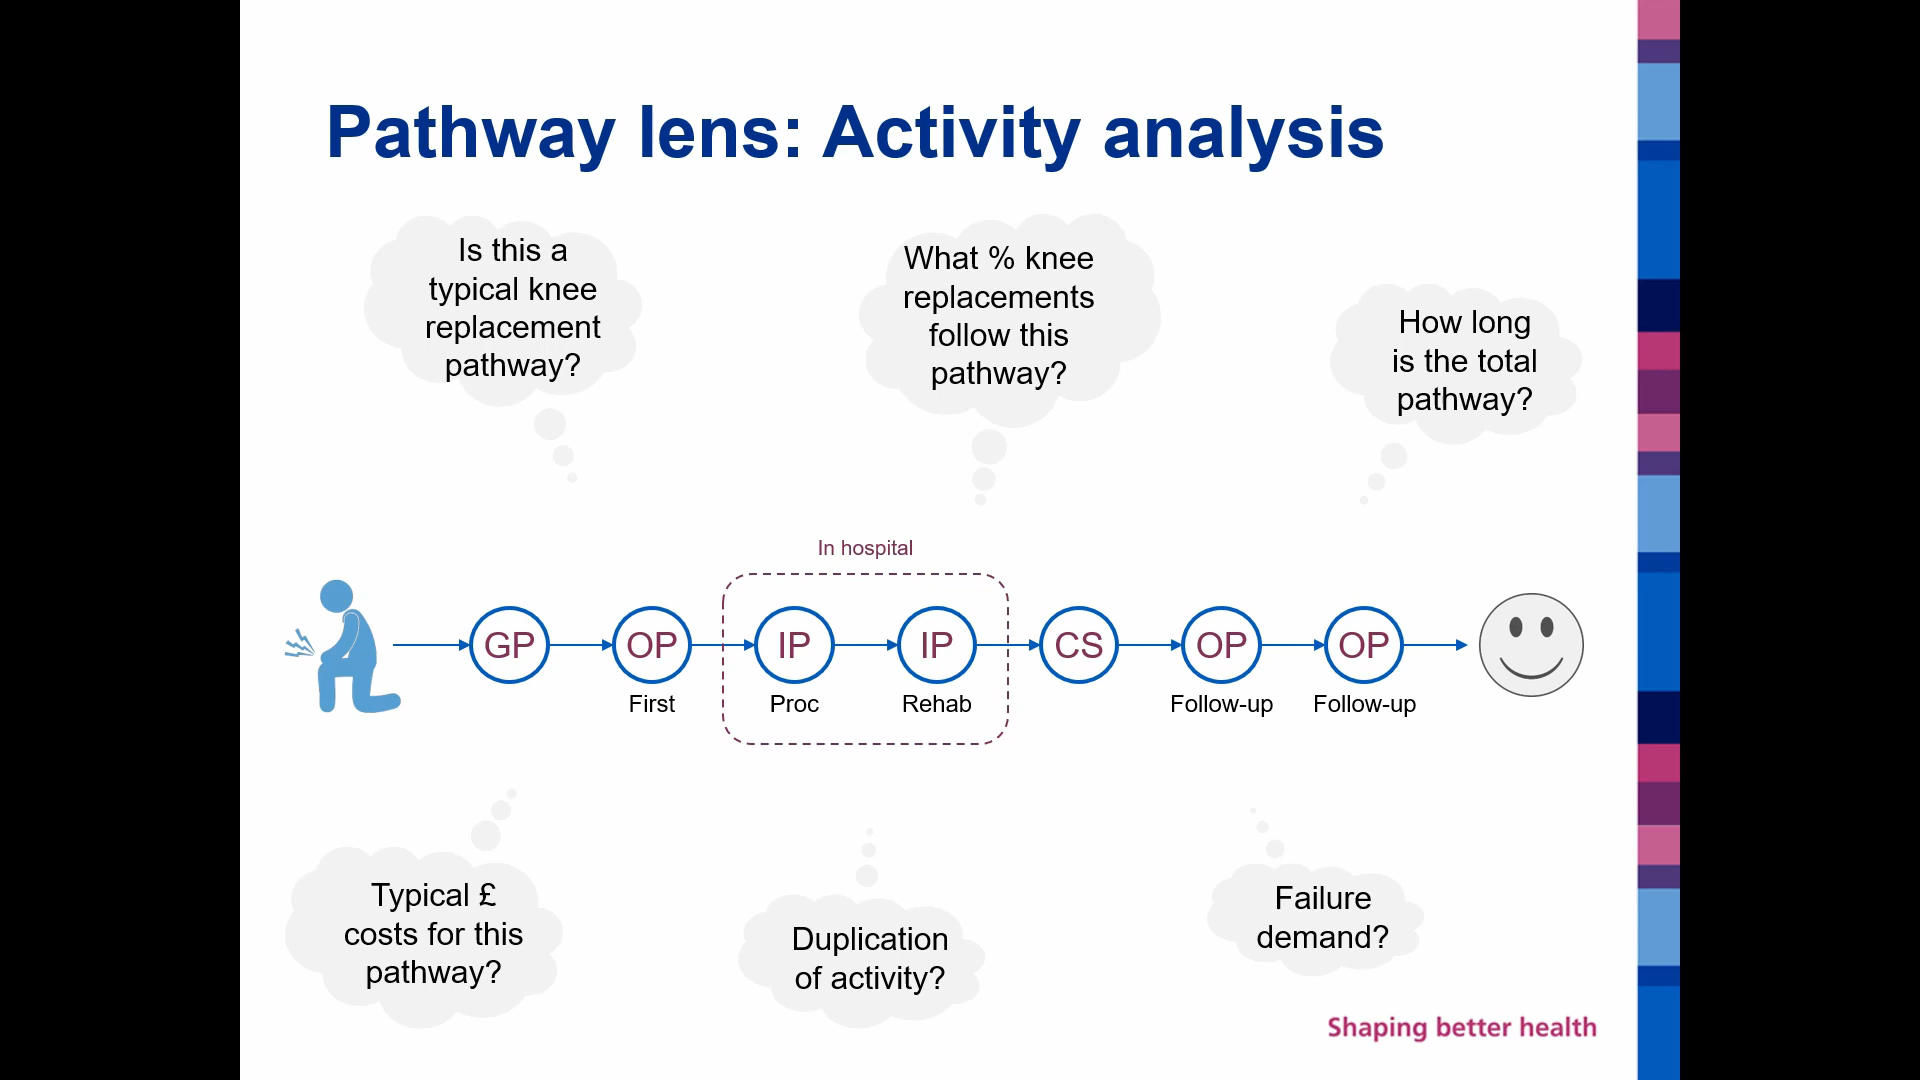 Pathway lens: Activity analysis
Is this a
typical knee
replacement
pathway?
What % knee
replacements
follow this
pathway?
How long
is the total
pathway?
In hospital
GP
OP
First
IP
Proc
IP
Rehab
CS
OP
Follow-up
OP
Follow-up
Typical £
costs for this
pathway?
Duplication
of activity?
Failure
demand?
Shaping better health